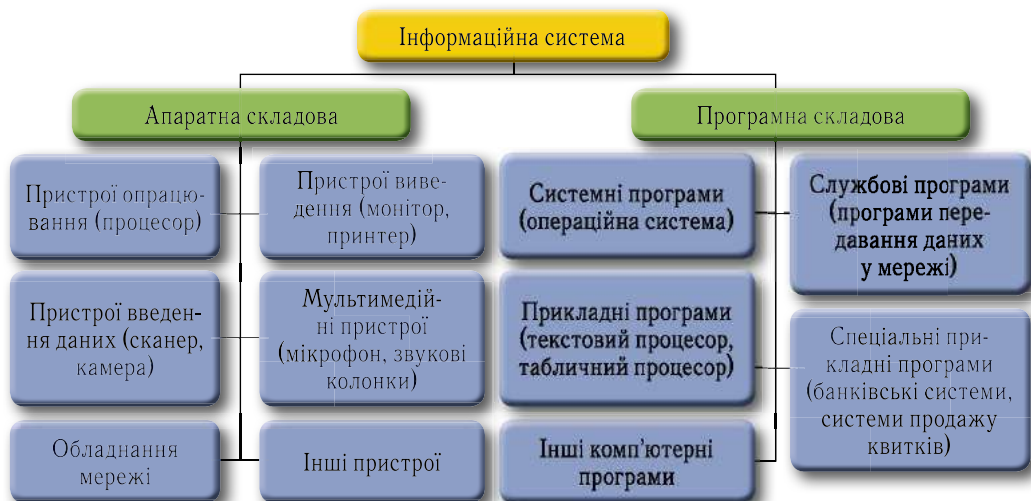 Інформаційна система
Апаратна складова
Програмна складова
Пристрої опрацю-
вання (процесор)
Пристрої виве-
дення (монітор,
принтер)
Пристрої введен-
ня даних (сканер,
камера)
Мультимедій-
ні пристрої
(мікрофон, звукові
колонки)
Обладнання
мережі
Інші пристрої
Системні програми
(операційна система)
Службові програми
(програми пере-
давання даних
у мережі)
Прикладні програми
(текстовий процесор,
табличний процесор)
Спеціальні при-
кладні програми
(банківські системи,
системи продажу
квитків)
Інші комп’ютерні
програми